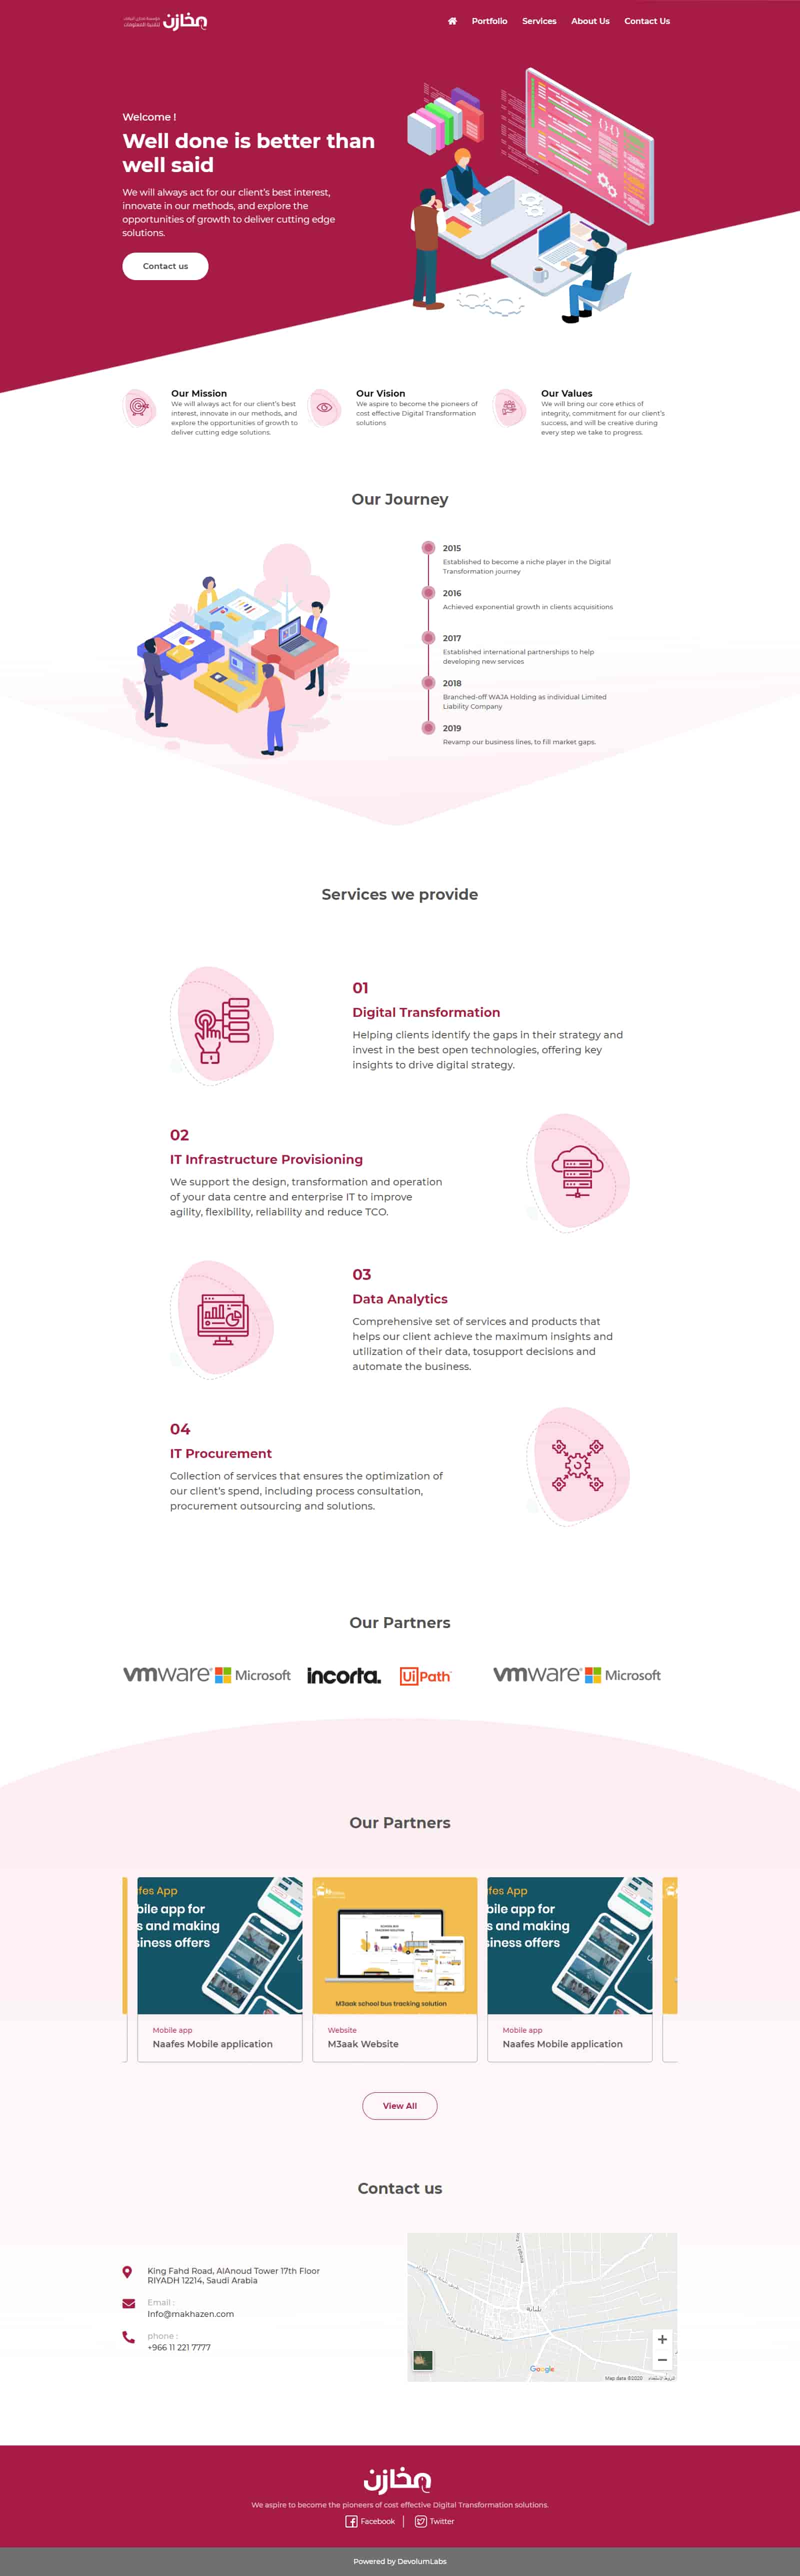 مخازن
Portfolio Services About Us Contact Us
Welcome !
Well done is better than
well said
We will always act for our client's best interest,
innovate in our methods, and explore the
opportunities of growth to deliver cutting edge
solutions.
Contact us
Our Mission
We will always act for our client's best
interest, innovate in our methods, and
explore the opportunities of growth to
deliver cutting edge solutions.
Our Vision
We aspire to become the pioneers of
cost effective Digital Transformation
solutions
Our Values
We will bring our core ethics of
integrity, commitment for our client's
success, and will be creative during
every step we take to progress.
Our Journey
2015
Established to become a niche player in the Digital
Transformation journey
2016
Achieved exponential growth in clients acquisitions
2017
Established international partnerships to help
developing new services
2018
Branched-off WAJA Holding as individual Limited
Liability Company
2019
Revamp our business lines, to fill market gaps.
Services we provide
01
Digital Transformation
Helping clients identify the gaps in their strategy and
invest in the best open technologies, offering key
insights to drive digital strategy.
02
IT Infrastructure Provisioning
We support the design, transformation and operation
of your data centre and enterprise IT to improve
agility, flexibility, reliability and reduce TCO.
03
Data Analytics
Comprehensive set of services and products that
helps our client achieve the maximum insights and
utilization of their data, tosupport decisions and
automate the business.
04
IT Procurement
Collection of services that ensures the optimization of
our client's spend, including process consultation,
procurement outsourcing and solutions.
Our Partners
vmware Microsoft incorta. UiPath vmware Microsoft
Our Partners
fes App
bile app for
s and making
siness offers
Mobile app
Naafes Mobile application
M3aak school bus tracking solution
Website
M3aak Website
fes App
bile app for
s and making
siness offers
Mobile app
Naafes Mobile application
View All
Contact us
King Fahd Road, AlAnoud Tower 17th Floor
RIYADH 12214, Saudi Arabia
Email :
Info@makhazen.com
phone :
+966 11 221 7777
Google
Map data ©2020
مخازن
We aspire to become the pioneers of cost effective Digital Transformation solutions.
Facebook | Twitter
Powered by DevolumLabs